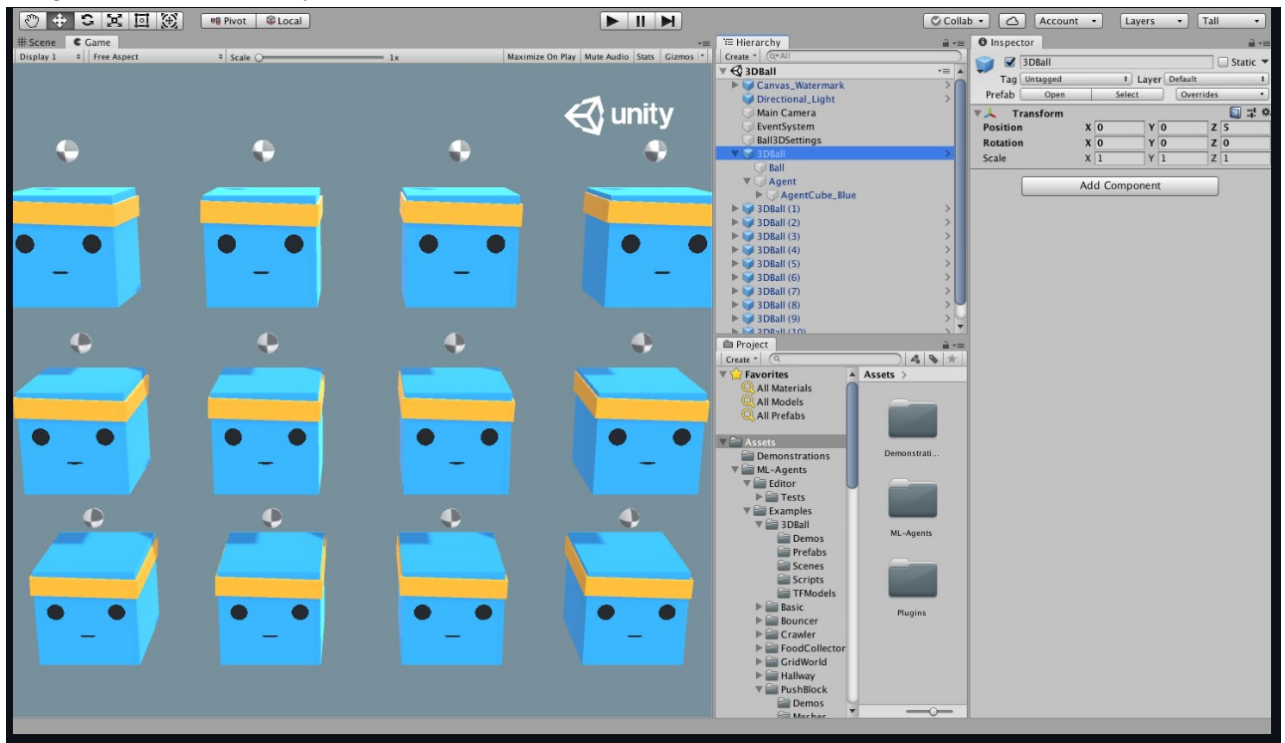 Pivot Local Collab Account Layers Tall
Scene Game
Display 1 Free Aspect Scale 1x Maximize On Play Mute Audio Stats Gizmos
unity
Hierarchy
Create All
3DBall
Canvas_Watermark
Directional_Light
Main Camera
EventSystem
Ball3DSettings
3DBall
Ball
Agent
AgentCube_Blue
3DBall (1)
3DBall (2)
3DBall (3)
3DBall (4)
3DBall (5)
3DBall (6)
3DBall (7)
3DBall (8)
3DBall (9)
3DBall (10)
Project
Create
Favorites
All Materials
All Models
All Prefabs
Assets
Demonstrations
ML-Agents
Editor
Tests
Examples
3DBall
Demos
Prefabs
Scenes
Scripts
TFModels
Basic
Bouncer
Crawler
FoodCollector
GridWorld
Hallway
PushBlock
Demos
Meshes
Assets >
Demonstrati...
ML-Agents
Plugins
Inspector
3DBall Static
Tag Untagged Layer Default
Prefab Open Select Overrides
Transform
Position X 0 Y 0 Z 5
Rotation X 0 Y 0 Z 0
Scale X 1 Y 1 Z 1
Add Component